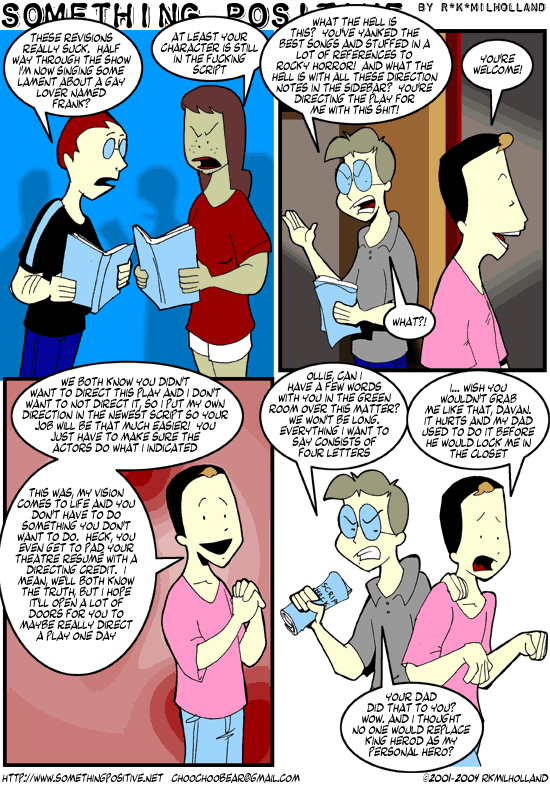 SOMETHING POSITIVE BY R*K*MILHOLLAND
THESE REVISIONS
REALLY SUCK. HALF
WAY THROUGH THE SHOW
I'M NOW SINGING SOME
LAMENT ABOUT A GAY
LOVER NAMED
FRANK?
AT LEAST YOUR
CHARACTER IS STILL
IN THE FUCKING
SCRIPT
WHAT THE HELL IS
THIS? YOU'VE YANKED THE
BEST SONGS AND STUFFED IN A
LOT OF REFERENCES TO
ROCKY HORROR! AND WHAT THE
HELL IS WITH ALL THESE DIRECTION
NOTES IN THE SIDEBAR? YOU'RE
DIRECTING THE PLAY FOR
ME WITH THIS SHIT!
YOU'RE
WELCOME!
WHAT?!
WE BOTH KNOW YOU DIDN'T
WANT TO DIRECT THIS PLAY AND I DON'T
WANT TO NOT DIRECT IT, SO I PUT MY OWN
DIRECTION IN THE NEWEST SCRIPT SO YOUR
JOB WILL BE THAT MUCH EASIER! YOU
JUST HAVE TO MAKE SURE THE
ACTORS DO WHAT I INDICATED
THIS WAY, MY VISION
COMES TO LIFE AND YOU
DON'T HAVE TO DO
SOMETHING YOU DON'T
WANT TO DO. HECK, YOU
EVEN GET TO PAD YOUR
THEATRE RESUME WITH A
DIRECTING CREDIT. I
MEAN, WE'LL BOTH KNOW
THE TRUTH, BUT I HOPE
IT'LL OPEN A LOT OF
DOORS FOR YOU TO
MAYBE REALLY DIRECT
A PLAY ONE DAY
OLLIE, CAN I
HAVE A FEW WORDS
WITH YOU IN THE GREEN
ROOM OVER THIS MATTER?
WE WON'T BE LONG.
EVERYTHING I WANT TO
SAY CONSISTS OF
FOUR LETTERS
I... WISH YOU
WOULDN'T GRAB
ME LIKE THAT, DAVAN.
IT HURTS AND MY DAD
USED TO DO IT BEFORE
HE WOULD LOCK ME IN
THE CLOSET
SCRIPT
YOUR DAD
DID THAT TO YOU?
WOW. AND I THOUGHT
NO ONE WOULD REPLACE
KING HEROD AS MY
PERSONAL HERO?
HTTP://WWW.SOMETHINGPOSITIVE.NET CHOOCHOOBEAR@GMAIL.COM ©2001-2004 RKMILHOLLAND